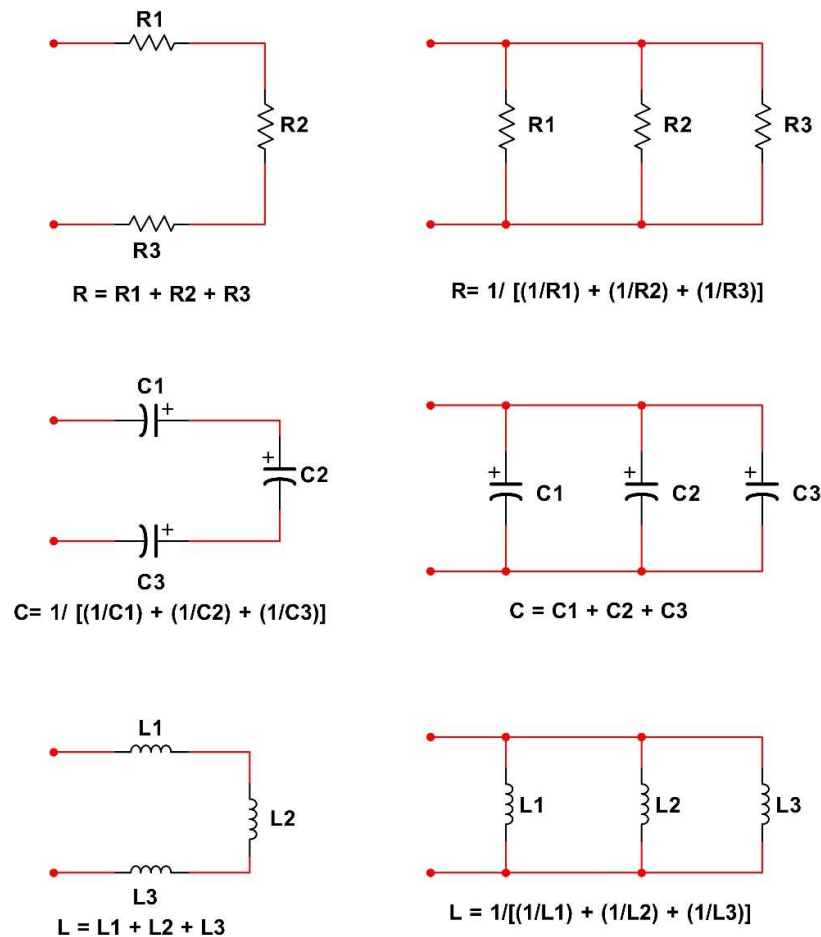 R1
R2
R3
R = R1 + R2 + R3
R1
R2
R3
R= 1/ [(1/R1) + (1/R2) + (1/R3)]
C1
+
+
C2
+
C3
C= 1/ [(1/C1) + (1/C2) + (1/C3)]
+
C1
+
C2
+
C3
C = C1 + C2 + C3
L1
L2
L3
L = L1 + L2 + L3
L1
L2
L3
L = 1/[(1/L1) + (1/L2) + (1/L3)]